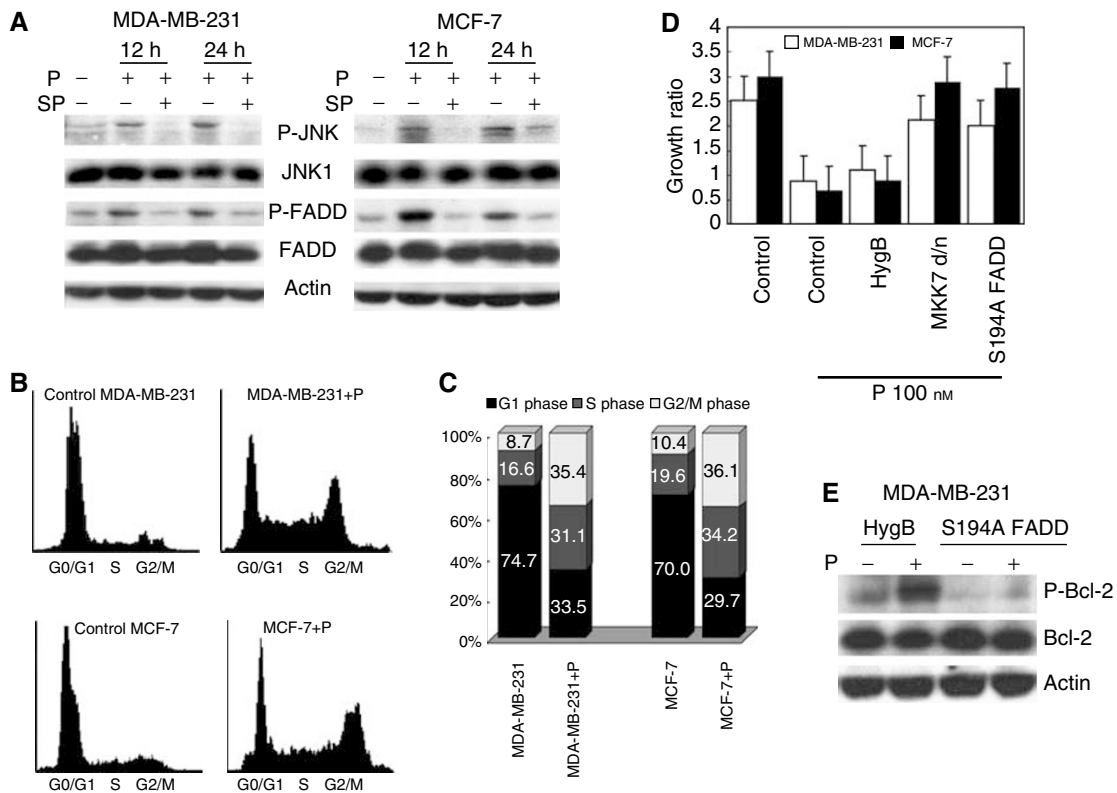 A
MDA-MB-231
MCF-7
12 h 24 h
12 h 24 h
P – + + + +
– + + + +
SP – – + – +
– – + – +
P-JNK
JNK1
P-FADD
FADD
Actin
B
Control MDA-MB-231
MDA-MB-231+P
G0/G1 S G2/M
G0/G1 S G2/M
Control MCF-7
MCF-7+P
G0/G1 S G2/M
G0/G1 S G2/M
C
G1 phase S phase G2/M phase
100%
80%
60%
40%
20%
0%
8.7
16.6
74.7
35.4
31.1
33.5
10.4
19.6
70.0
36.1
34.2
29.7
MDA-MB-231
MDA-MB-231+P
MCF-7
MCF-7+P
D
Growth ratio
4
3.5
3
2.5
2
1.5
1
0.5
0
MDA-MB-231 MCF-7
Control
Control
HygB
MKK7 d/n
S194A FADD
P 100 nM
E
MDA-MB-231
HygB S194A FADD
P – + – +
P-Bcl-2
Bcl-2
Actin